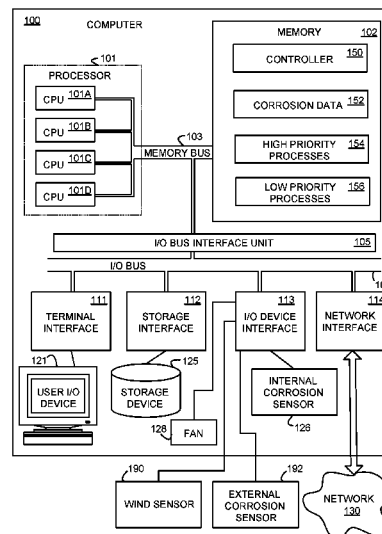 100
COMPUTER
101
PROCESSOR
CPU 101A
CPU 101B
CPU 101C
CPU 101D
103
MEMORY BUS
MEMORY 102
CONTROLLER 150
CORROSION DATA 152
HIGH PRIORITY PROCESSES 154
LOW PRIORITY PROCESSES 156
I/O BUS INTERFACE UNIT 105
I/O BUS
111
TERMINAL INTERFACE
112
STORAGE INTERFACE
113
I/O DEVICE INTERFACE
114
NETWORK INTERFACE
121
USER I/O DEVICE
125
STORAGE DEVICE
128
FAN
INTERNAL CORROSION SENSOR
126
190
WIND SENSOR
192
EXTERNAL CORROSION SENSOR
NETWORK
130